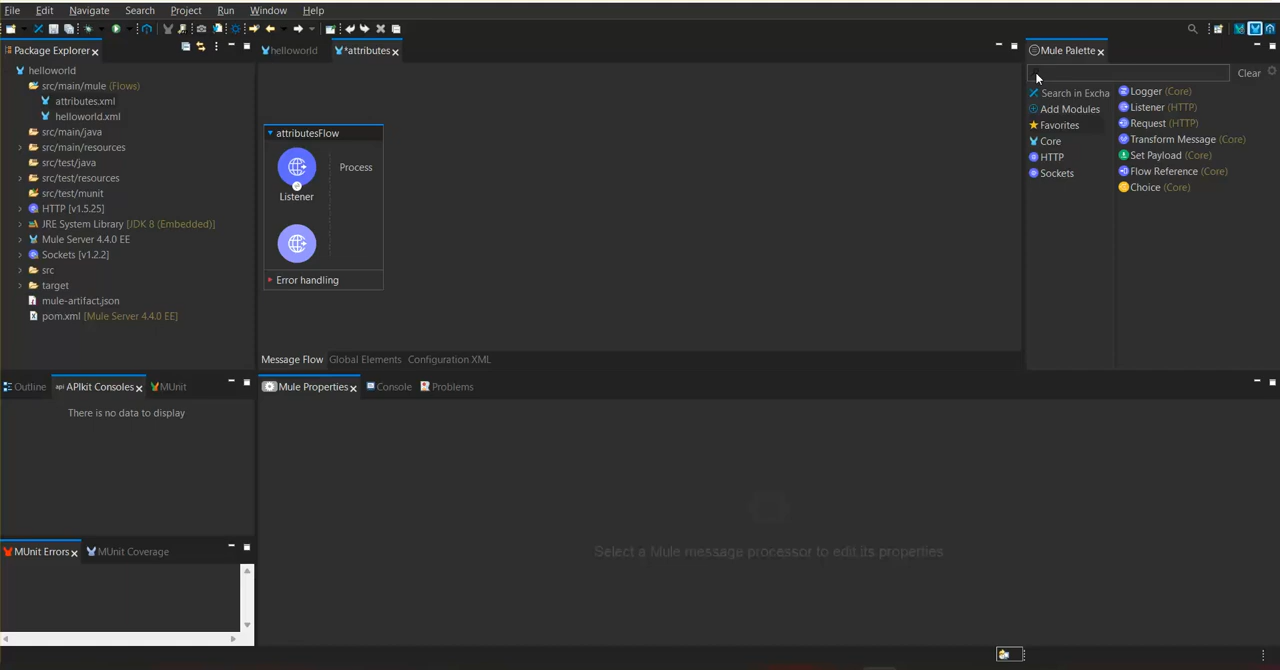 File Edit Navigate Search Project Run Window Help
Package Explorer
helloworld
src/main/mule (Flows)
attributes.xml
helloworld.xml
src/main/java
src/main/resources
src/test/java
src/test/resources
src/test/munit
HTTP [v1.5.25]
JRE System Library [JDK 8 (Embedded)]
Mule Server 4.4.0 EE
Sockets [v1.2.2]
src
target
mule-artifact.json
pom.xml [Mule Server 4.4.0 EE]
helloworld *attributes
attributesFlow
Process
Listener
Error handling
Message Flow Global Elements Configuration XML
Mule Palette
Clear
Search in Excha
Add Modules
Favorites
Core
HTTP
Sockets
Logger (Core)
Listener (HTTP)
Request (HTTP)
Transform Message (Core)
Set Payload (Core)
Flow Reference (Core)
Choice (Core)
Outline api APIkit Consoles MUnit
There is no data to display
MUnit Errors MUnit Coverage
Mule Properties Console Problems
Select a Mule message processor to edit its properties